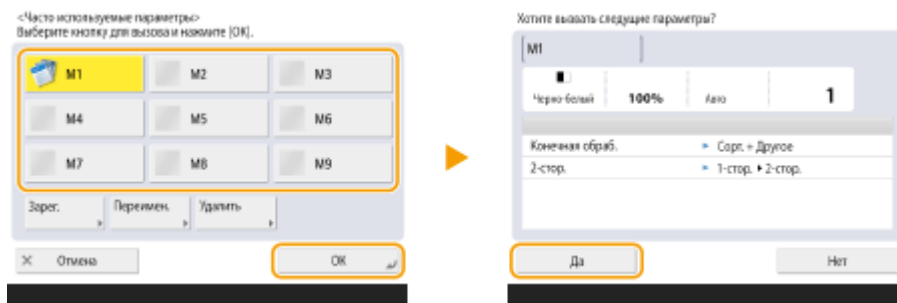 <Часто используемые параметры>
Выберите кнопку для вызова и нажмите [OK].
M1 M2 M3
M4 M5 M6
M7 M8 M9
Зарег. Переимен. Удалить
Отмена OK
Хотите вызвать следущие параметры?
M1
Черно-белый 100% Авто 1
Конечная обраб. Сорт. + Другое
2-стор. 1-стор. 2-стор.
Да Нет